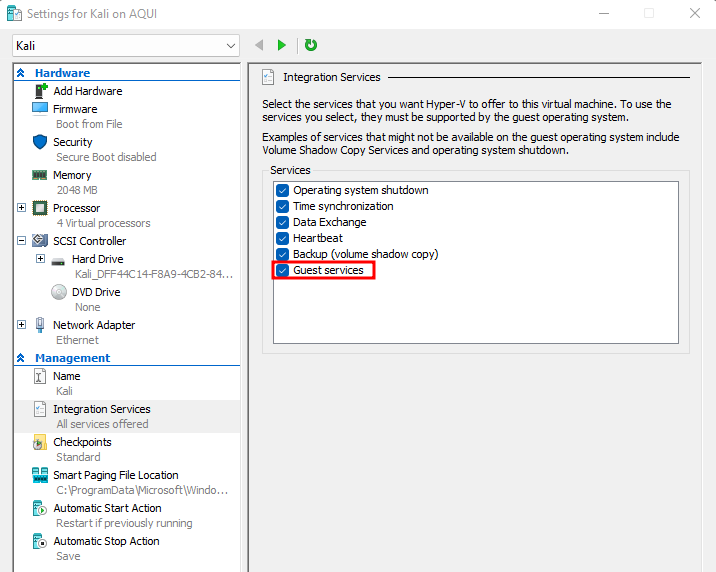 Settings for Kali on AQUI
Kali
Hardware
Add Hardware
Firmware
Boot from File
Security
Secure Boot disabled
Memory
2048 MB
Processor
4 Virtual processors
SCSI Controller
Hard Drive
Kali_DFF44C14-F8A9-4CB2-84...
DVD Drive
None
Network Adapter
Ethernet
Management
Name
Kali
Integration Services
All services offered
Checkpoints
Standard
Smart Paging File Location
C:\ProgramData\Microsoft\Windo...
Automatic Start Action
Restart if previously running
Automatic Stop Action
Save
Integration Services
Select the services that you want Hyper-V to offer to this virtual machine. To use
the services you select, they must be supported by the guest operating system.
Examples of services that might not be available on the guest operating system include
Volume Shadow Copy Services and operating system shutdown.
Services
Operating system shutdown
Time synchronization
Data Exchange
Heartbeat
Backup (volume shadow copy)
Guest services